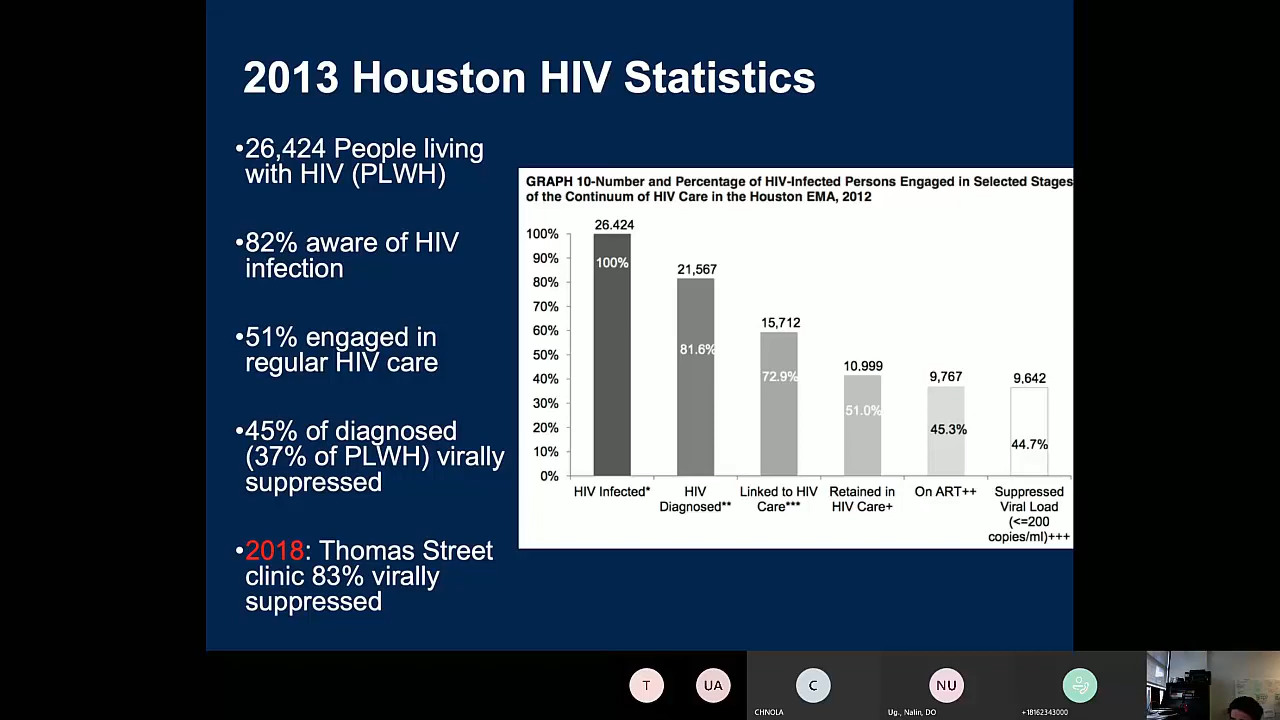 2013 Houston HIV Statistics
•26,424 People living
with HIV (PLWH)
•82% aware of HIV
infection
•51% engaged in
regular HIV care
•45% of diagnosed
(37% of PLWH) virally
suppressed
•2018: Thomas Street
clinic 83% virally
suppressed
GRAPH 10-Number and Percentage of HIV-Infected Persons Engaged in Selected Stages
of the Continuum of HIV Care in the Houston EMA, 2012
100%
90%
80%
70%
60%
50%
40%
30%
20%
10%
0%
26.424
100%
21,567
81.6%
15,712
72.9%
10.999
51.0%
9,767
45.3%
9,642
44.7%
HIV Infected*
HIV
Diagnosed**
Linked to HIV
Care***
Retained in
HIV Care+
On ART++
Suppressed
Viral Load
(<=200
copies/ml)+++
T
UA
C
NU
CHNOLA
Ug., Nalin, DO
+18162343000